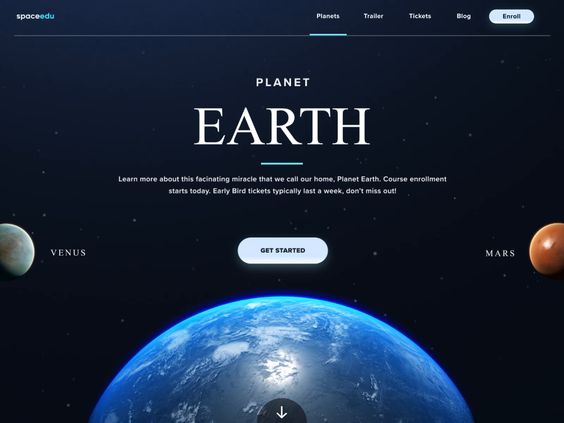 spaceedu
Planets
Trailer
Tickets
Blog
Enroll
PLANET
EARTH
Learn more about this facinating miracle that we call our home, Planet Earth. Course enrollment
starts today. Early Bird tickets typically last a week, don't miss out!
VENUS
GET STARTED
MARS